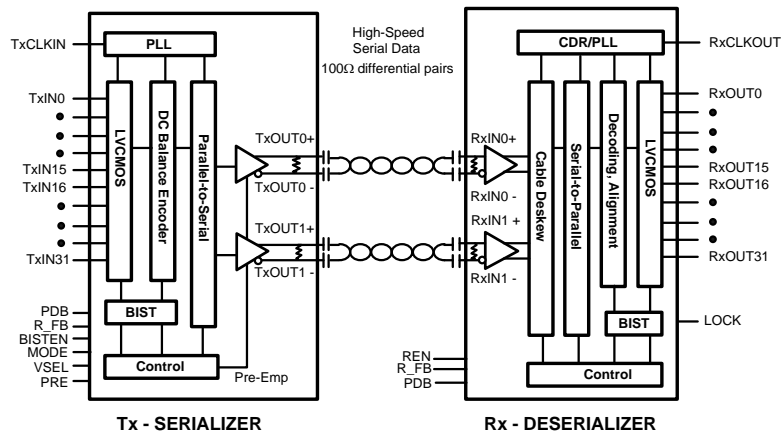 TxCLKIN
PLL
TxIN0
TxIN15
TxIN16
TxIN31
LVCMOS
DC Balance Encoder
Parallel-to-Serial
TxOUT0+
TxOUT0 -
TxOUT1+
TxOUT1 -
PDB
R_FB
BISTEN
MODE
VSEL
PRE
BIST
Control
Pre-Emp
Tx - SERIALIZER
High-Speed
Serial Data
100Ω differential pairs
CDR/PLL
RxCLKOUT
RxIN0+
RxIN0 -
RxIN1 +
RxIN1 -
Cable Deskew
Serial-to-Parallel
Decoding, Alignment
LVCMOS
RxOUT0
RxOUT15
RxOUT16
RxOUT31
BIST
LOCK
REN
R_FB
PDB
Control
Rx - DESERIALIZER